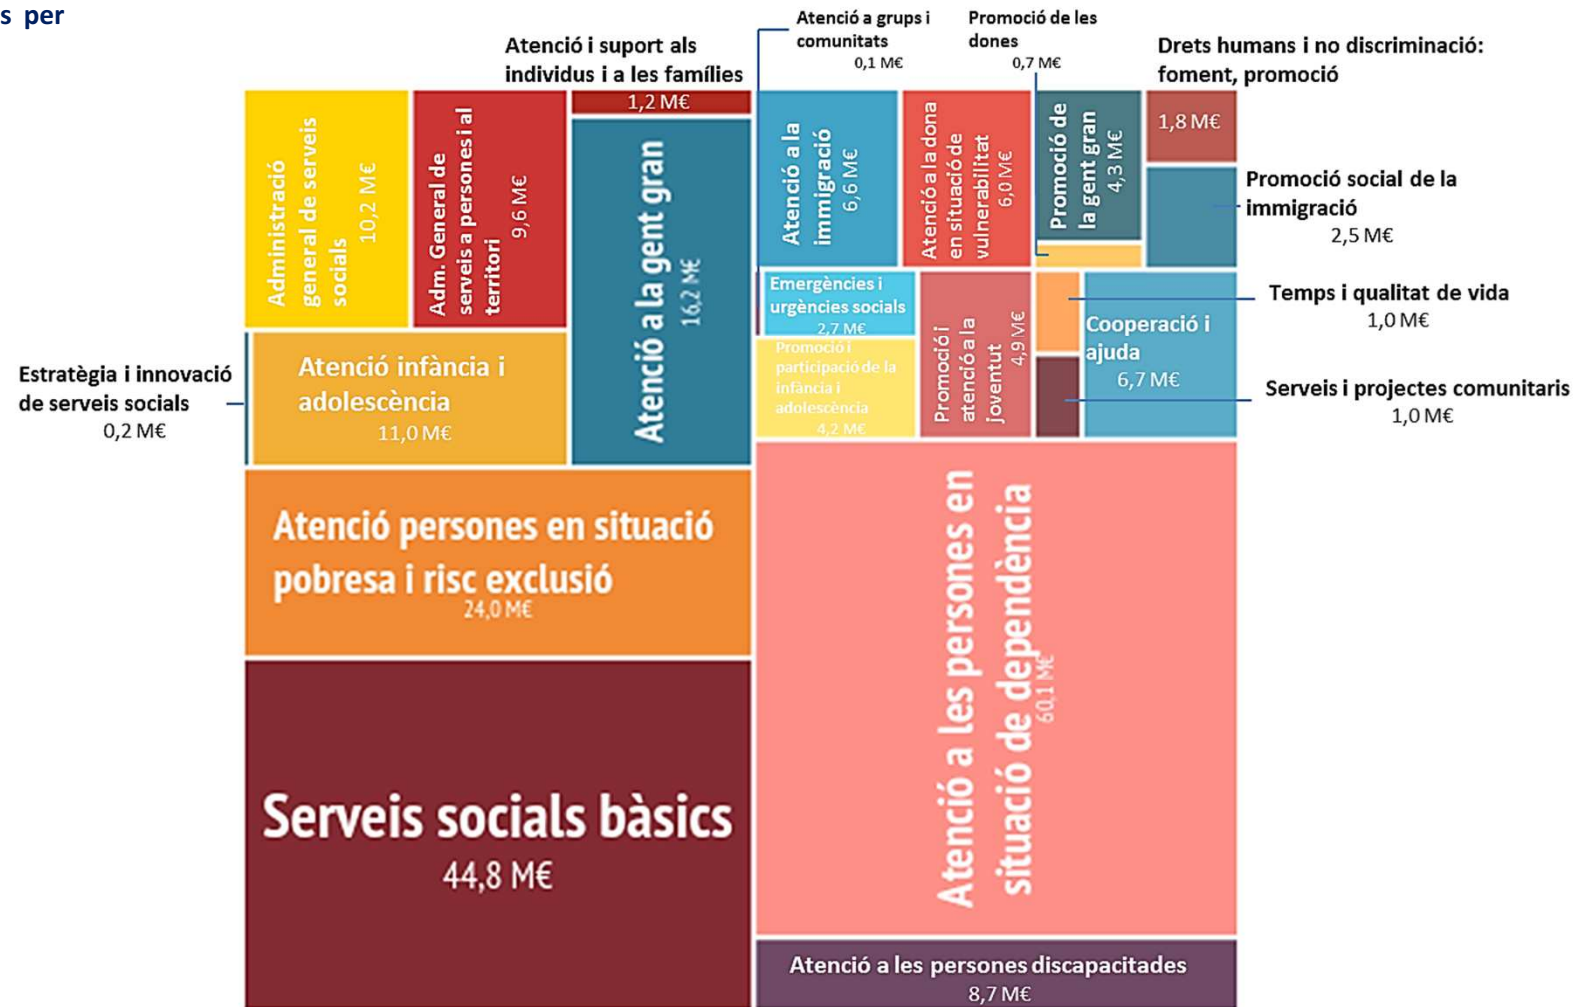 s per
Atenció a grups i
comunitats
0,1 M€
Promoció de les
dones
0,7 M€
Drets humans i no discriminació:
foment, promoció
1,8 M€
Atenció i suport als
individus i a les famílies
1,2 M€
Administració
general de serveis
socials
10,2 M€
Adm. General de
serveis a persones i al
territori
9,6 M€
Atenció a la gent gran
16,2 M€
Atenció a la
immigració
6,6 M€
Atenció a la dona
en situació de
vulnerabilitat
6,0 M€
Promoció de
la gent gran
4,3 M€
Promoció social de la
immigració
2,5 M€
Emergències i
urgències socials
2,7 M€
Promoció i
participació de la
infància i
adolescència
4,2 M€
Promoció i
atenció a la
joventut
4,9 M€
Temps i qualitat de vida
1,0 M€
Cooperació i
ajuda
6,7 M€
Serveis i projectes comunitaris
1,0 M€
Estratègia i innovació
de serveis socials
0,2 M€
Atenció infància i
adolescència
11,0 M€
Atenció persones en situació
pobresa i risc exclusió
24,0 M€
Atenció a les persones en
situació de dependència
60,1 M€
Serveis socials bàsics
44,8 M€
Atenció a les persones discapacitades
8,7 M€